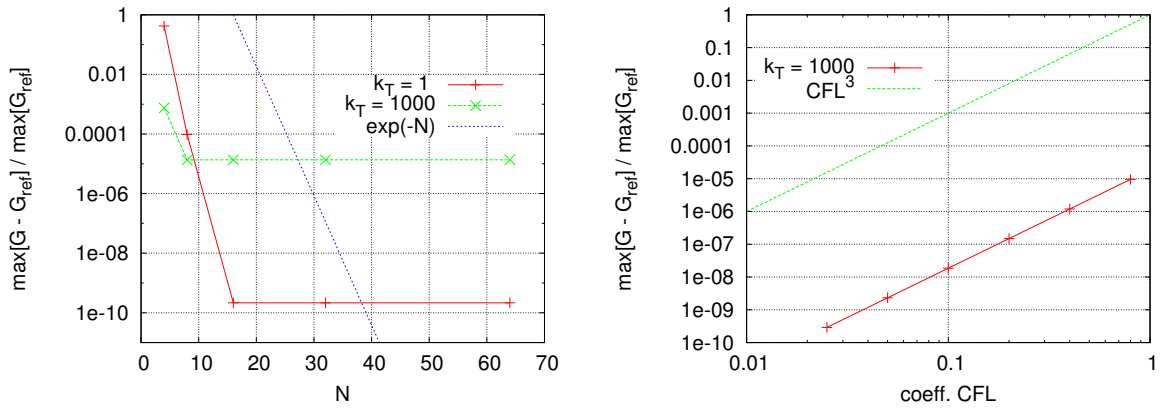 max[G - G_ref] / max[G_ref]
1
0.01
0.0001
1e-06
1e-08
1e-10
0 10 20 30 40 50 60 70
N
k_T = 1
k_T = 1000
exp(-N)
max[G - G_ref] / max[G_ref]
1
0.1
0.01
0.001
0.0001
1e-05
1e-06
1e-07
1e-08
1e-09
1e-10
0.01 0.1 1
coeff. CFL
k_T = 1000
CFL^3